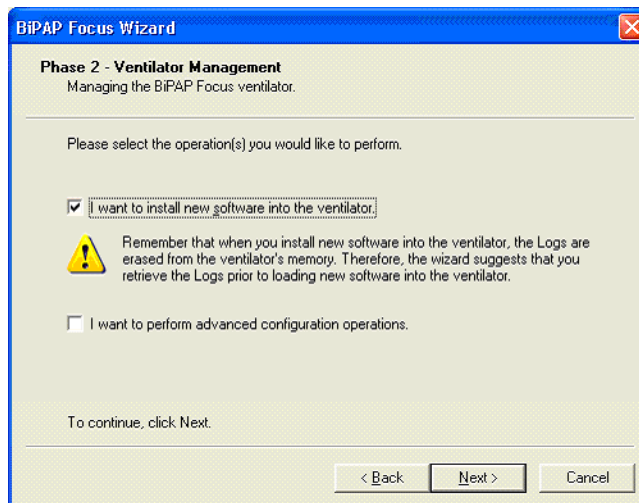 BiPAP Focus Wizard
Phase 2 - Ventilator Management
Managing the BiPAP Focus ventilator.
Please select the operation(s) you would like to perform.
I want to install new software into the ventilator.
Remember that when you install new software into the ventilator, the Logs are
erased from the ventilator's memory. Therefore, the wizard suggests that you
retrieve the Logs prior to loading new software into the ventilator.
I want to perform advanced configuration operations.
To continue, click Next.
< Back Next > Cancel